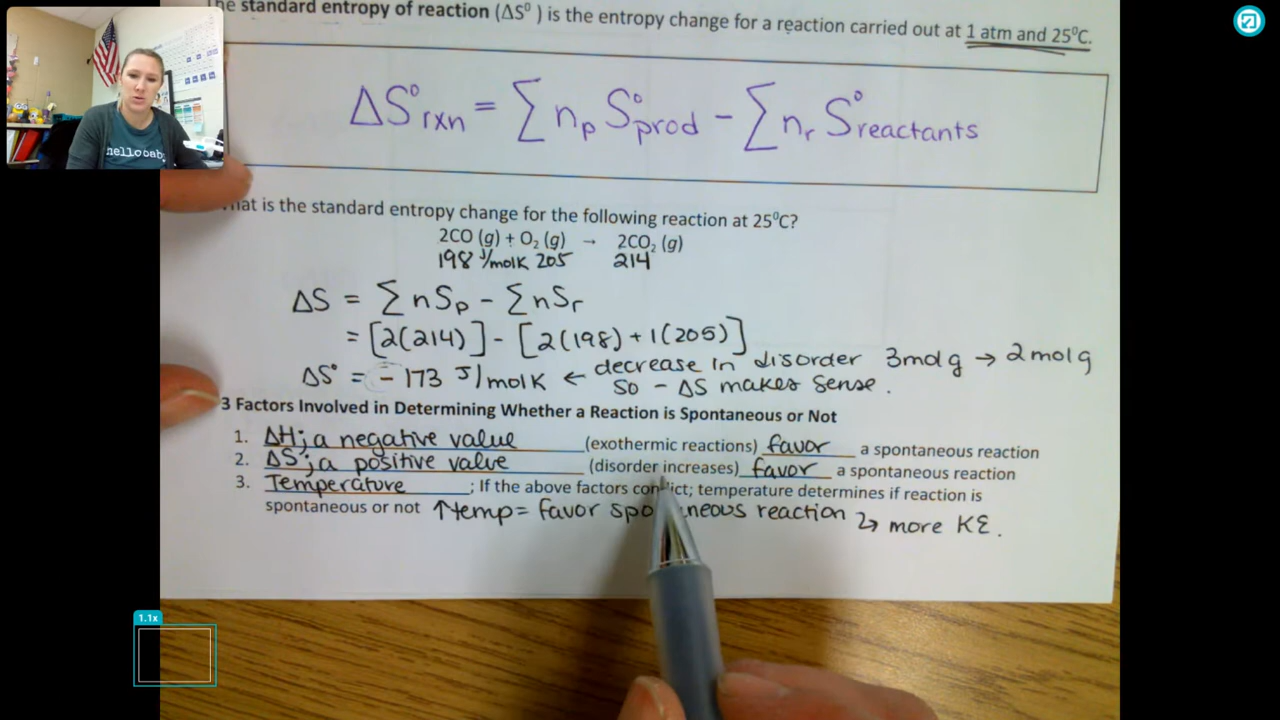 he standard entropy of reaction (ΔS⁰ ) is the entropy change for a reaction carried out at 1 atm and 25⁰C.
ΔS°rxn = ∑ nₚ S°prod - ∑ nᵣ S°reactants
hat is the standard entropy change for the following reaction at 25⁰C?
2CO (g) + O₂ (g) → 2CO₂ (g)
198 J/molK 205 214
ΔS = ∑ nSₚ - ∑ nSᵣ
= [2(214)] - [2(198) + 1(205)]
ΔS° = - 173 J/molK ← decrease in disorder 3mol g → 2mol g
so - ΔS makes sense.
3 Factors Involved in Determining Whether a Reaction is Spontaneous or Not
1. ΔH; a negative value (exothermic reactions) favor a spontaneous reaction
2. ΔS; a positive value (disorder increases) favor a spontaneous reaction
3. Temperature ; If the above factors conflict; temperature determines if reaction is
spontaneous or not ↑temp = favor spontaneous reaction ↳ more KE.
hello
1.1x